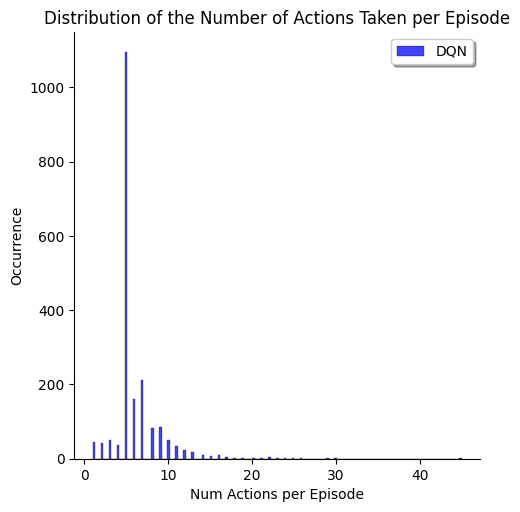 Distribution of the Number of Actions Taken per Episode
DQN
1000
800
600
400
200
0
Occurrence
0 10 20 30 40
Num Actions per Episode